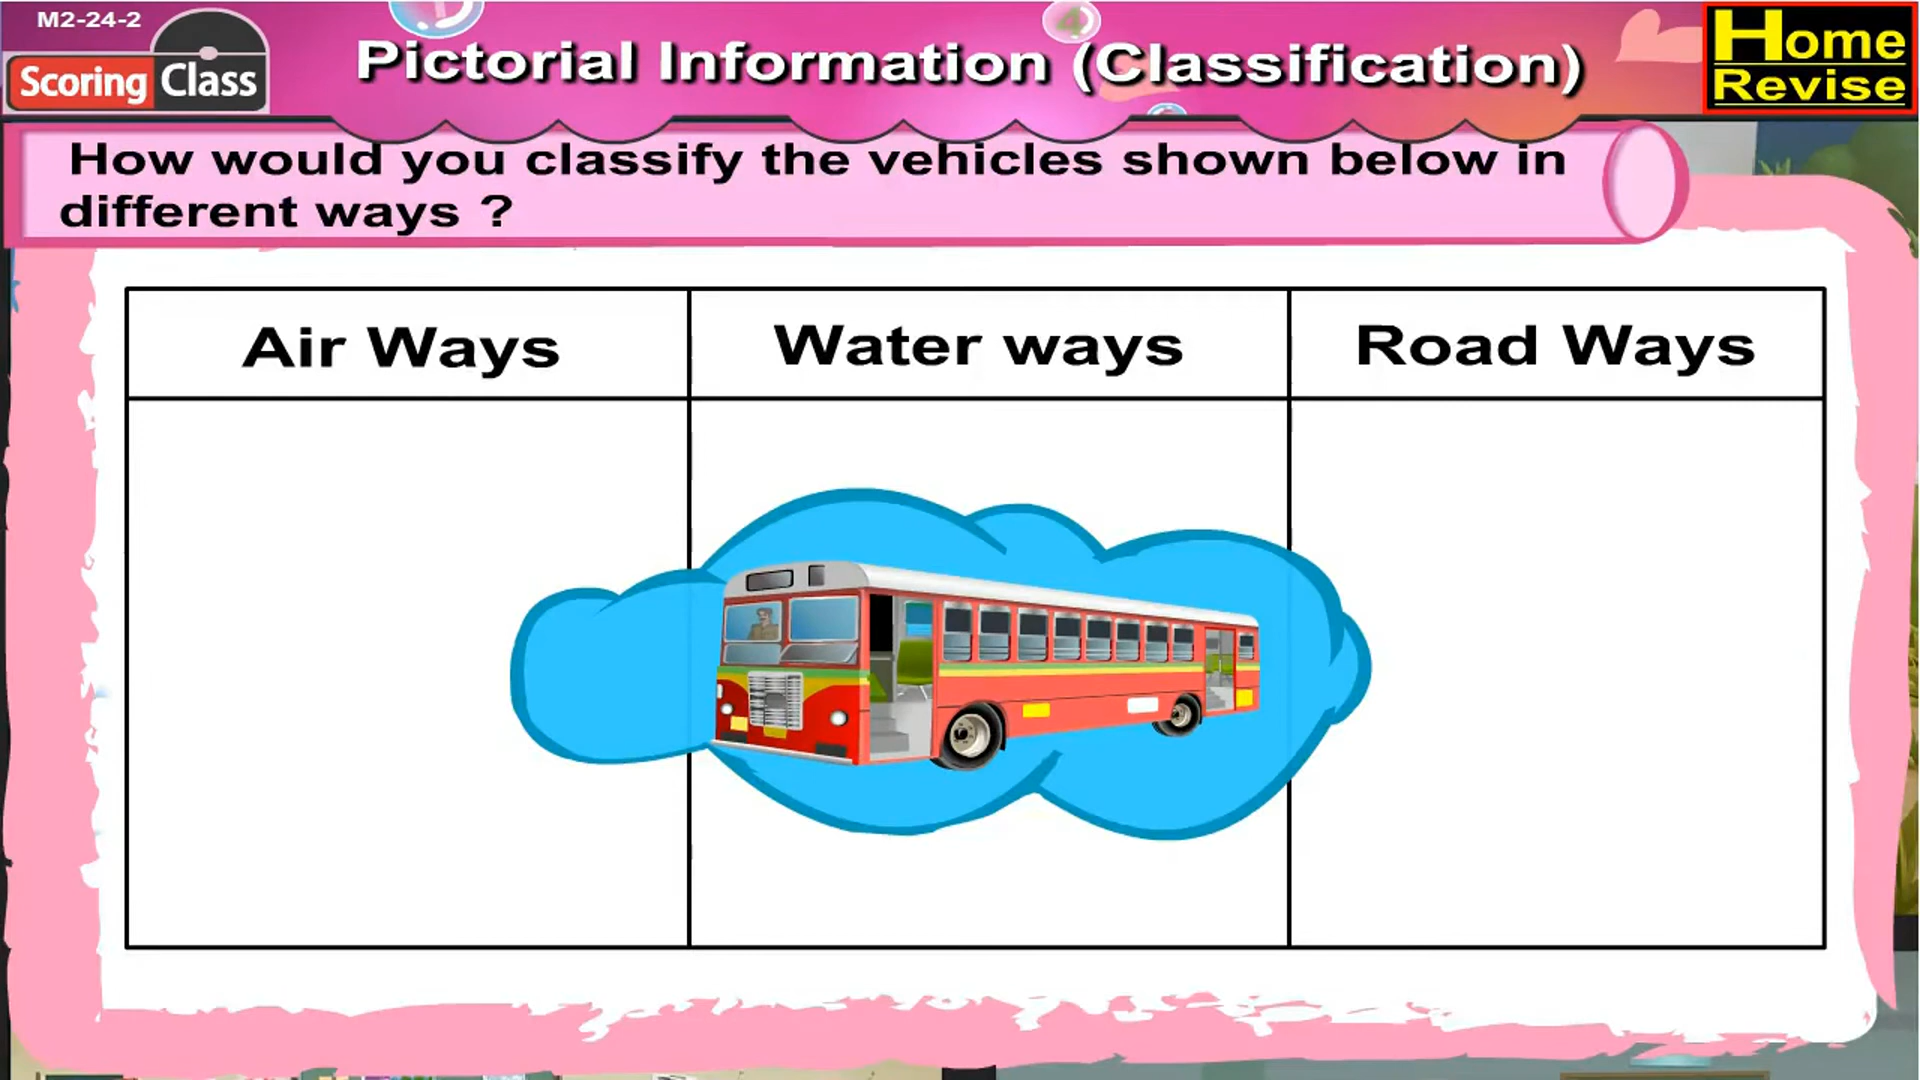 M2-24-2
Scoring Class
Pictorial Information (Classification)
Home
Revise
How would you classify the vehicles shown below in
different ways ?
Air Ways
Water ways
Road Ways